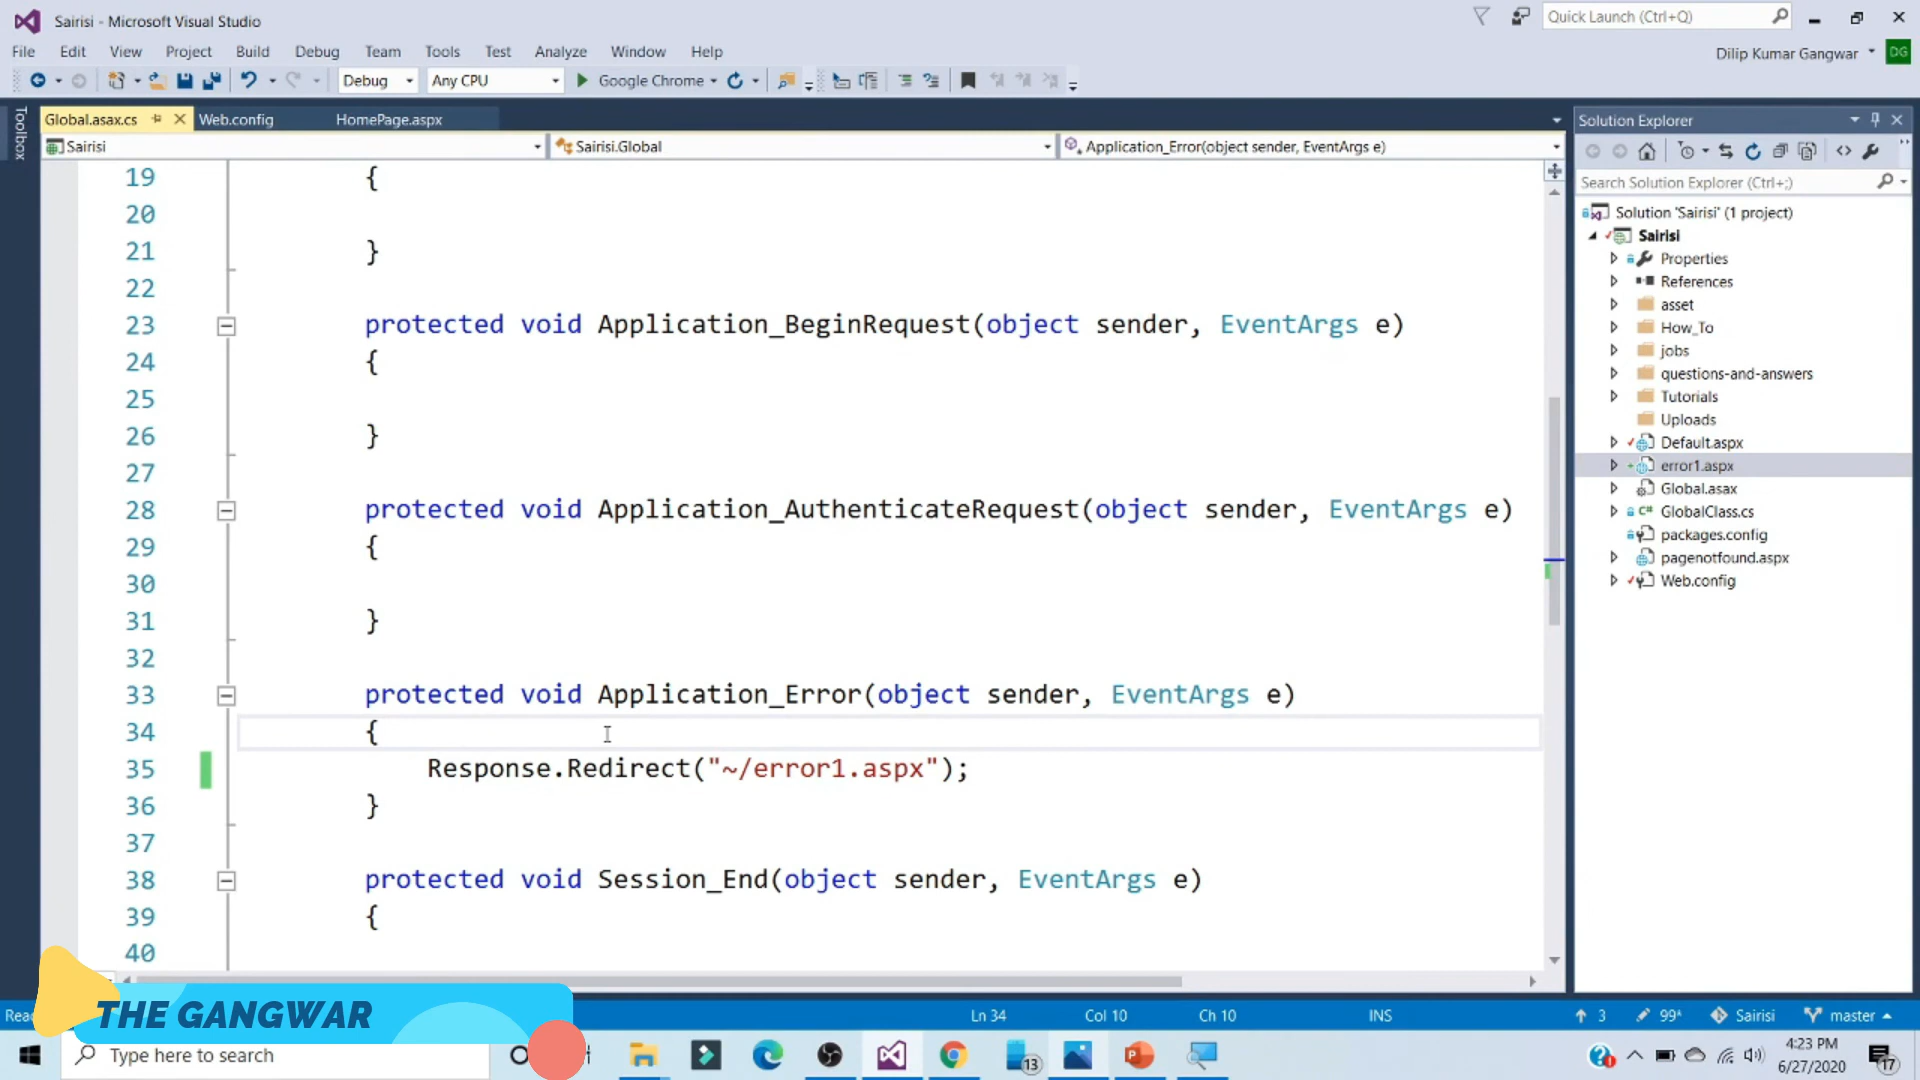 Sairisi - Microsoft Visual Studio
Quick Launch (Ctrl+Q)
File Edit View Project Build Debug Team Tools Test Analyze Window Help
Dilip Kumar Gangwar DG
Debug Any CPU Google Chrome
Toolbox
Global.asax.cs Web.config HomePage.aspx
Sairisi Sairisi.Global Application_Error(object sender, EventArgs e)
19 {
20
21 }
22
23 protected void Application_BeginRequest(object sender, EventArgs e)
24 {
25
26 }
27
28 protected void Application_AuthenticateRequest(object sender, EventArgs e)
29 {
30
31 }
32
33 protected void Application_Error(object sender, EventArgs e)
34 {
35 Response.Redirect("~/error1.aspx");
36 }
37
38 protected void Session_End(object sender, EventArgs e)
39 {
40
Solution Explorer
Search Solution Explorer (Ctrl+;)
Solution 'Sairisi' (1 project)
Sairisi
Properties
References
asset
How_To
jobs
questions-and-answers
Tutorials
Uploads
Default.aspx
error1.aspx
Global.asax
C# GlobalClass.cs
packages.config
pagenotfound.aspx
Web.config
THE GANGWAR
Ln 34 Col 10 Ch 10 INS 3 99* Sairisi master
Type here to search
13
4:23 PM
6/27/2020
17